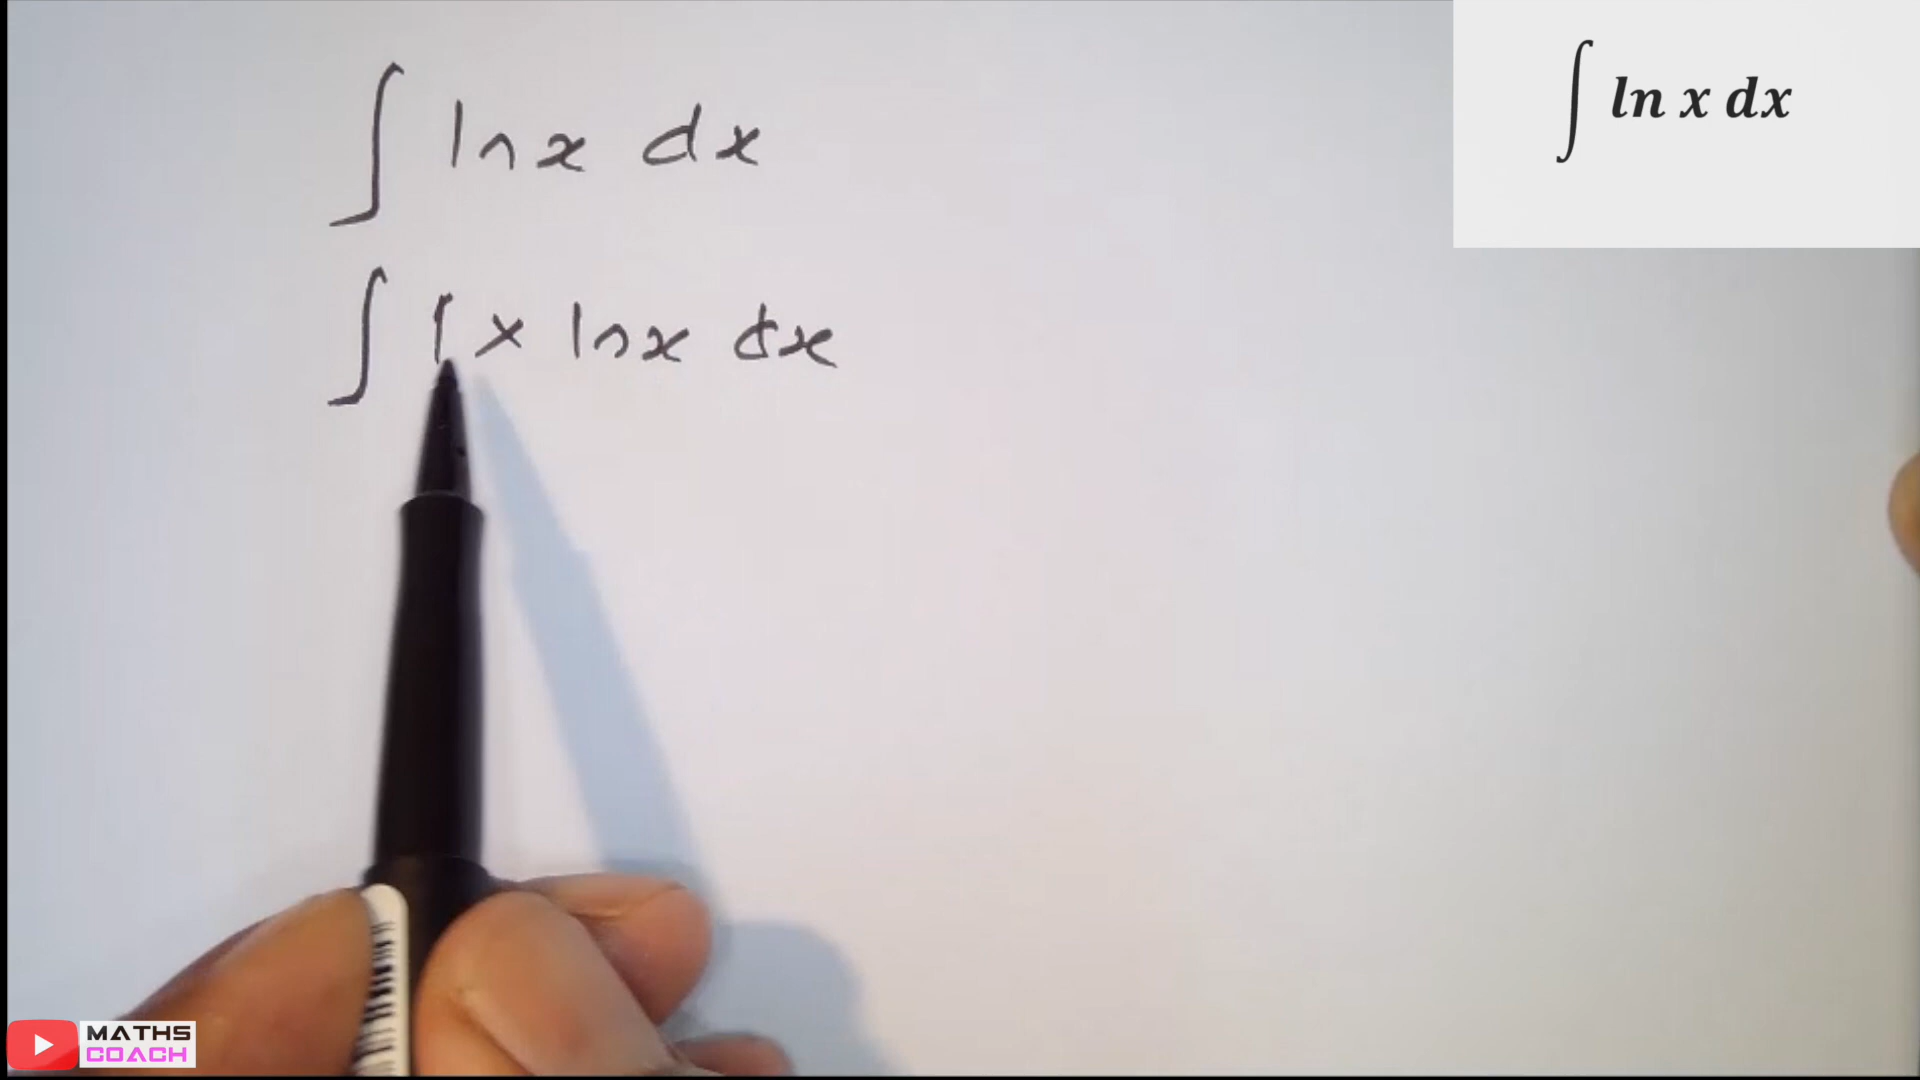 ∫ ln x dx
∫ ln x dx
∫ 1 × ln x dx
MATHS
COACH